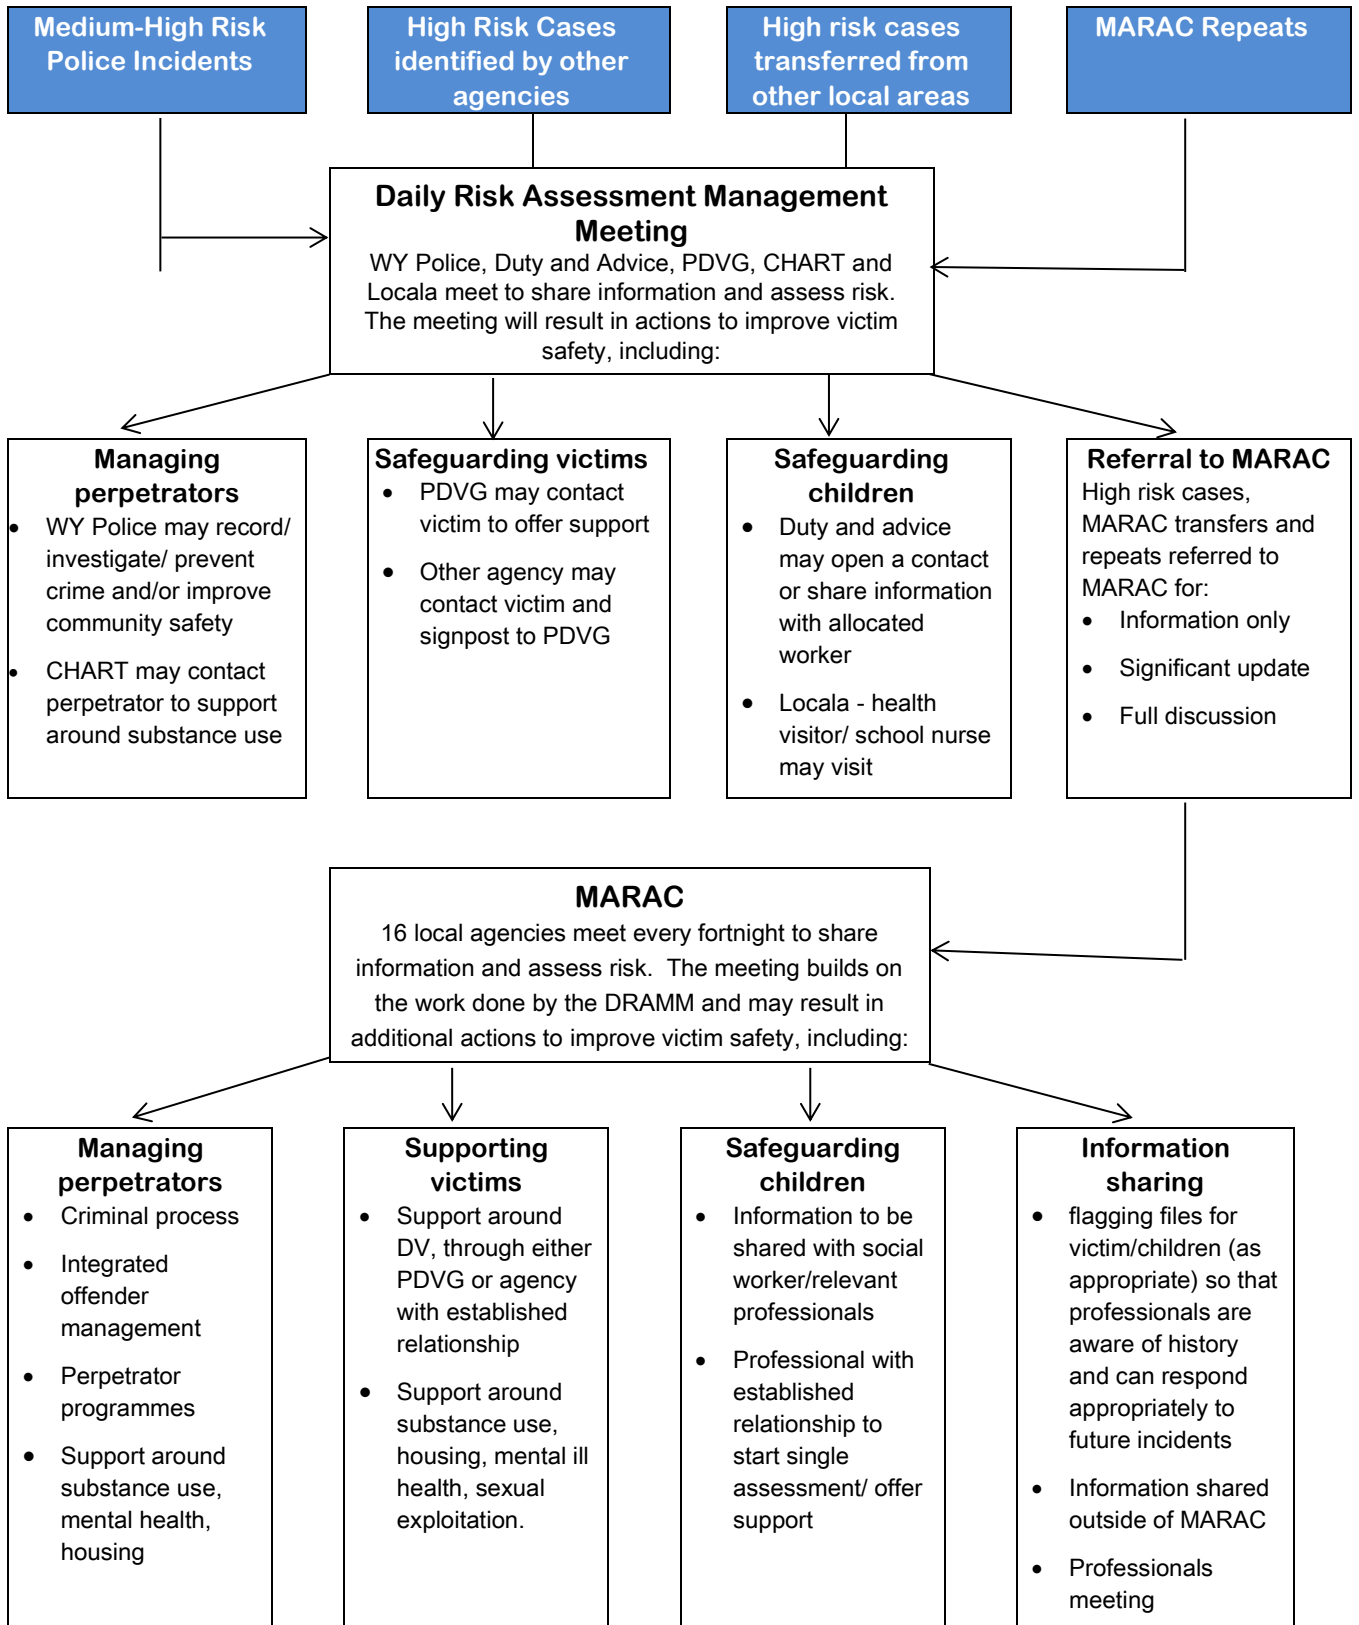 Medium-High Risk
Police Incidents
High Risk Cases
identified by other
agencies
High risk cases
transferred from
other local areas
MARAC Repeats
Daily Risk Assessment Management
Meeting
WY Police, Duty and Advice, PDVG, CHART and
Locala meet to share information and assess risk.
The meeting will result in actions to improve victim
safety, including:
Managing
perpetrators
• WY Police may record/
investigate/ prevent
crime and/or improve
community safety
• CHART may contact
perpetrator to support
around substance use
Safeguarding victims
• PDVG may contact
victim to offer support
• Other agency may
contact victim and
signpost to PDVG
Safeguarding
children
• Duty and advice
may open a contact
or share information
with allocated
worker
• Locala - health
visitor/ school nurse
may visit
Referral to MARAC
High risk cases,
MARAC transfers and
repeats referred to
MARAC for:
• Information only
• Significant update
• Full discussion
MARAC
16 local agencies meet every fortnight to share
information and assess risk.  The meeting builds on
the work done by the DRAMM and may result in
additional actions to improve victim safety, including:
Managing
perpetrators
• Criminal process
• Integrated
offender
management
• Perpetrator
programmes
• Support around
substance use,
mental health,
housing
Supporting
victims
• Support around
DV, through either
PDVG or agency
with established
relationship
• Support around
substance use,
housing, mental ill
health, sexual
exploitation.
Safeguarding
children
• Information to be
shared with social
worker/relevant
professionals
• Professional with
established
relationship to
start single
assessment/ offer
support
Information
sharing
• flagging files for
victim/children (as
appropriate) so that
professionals are
aware of history
and can respond
appropriately to
future incidents
• Information shared
outside of MARAC
• Professionals
meeting